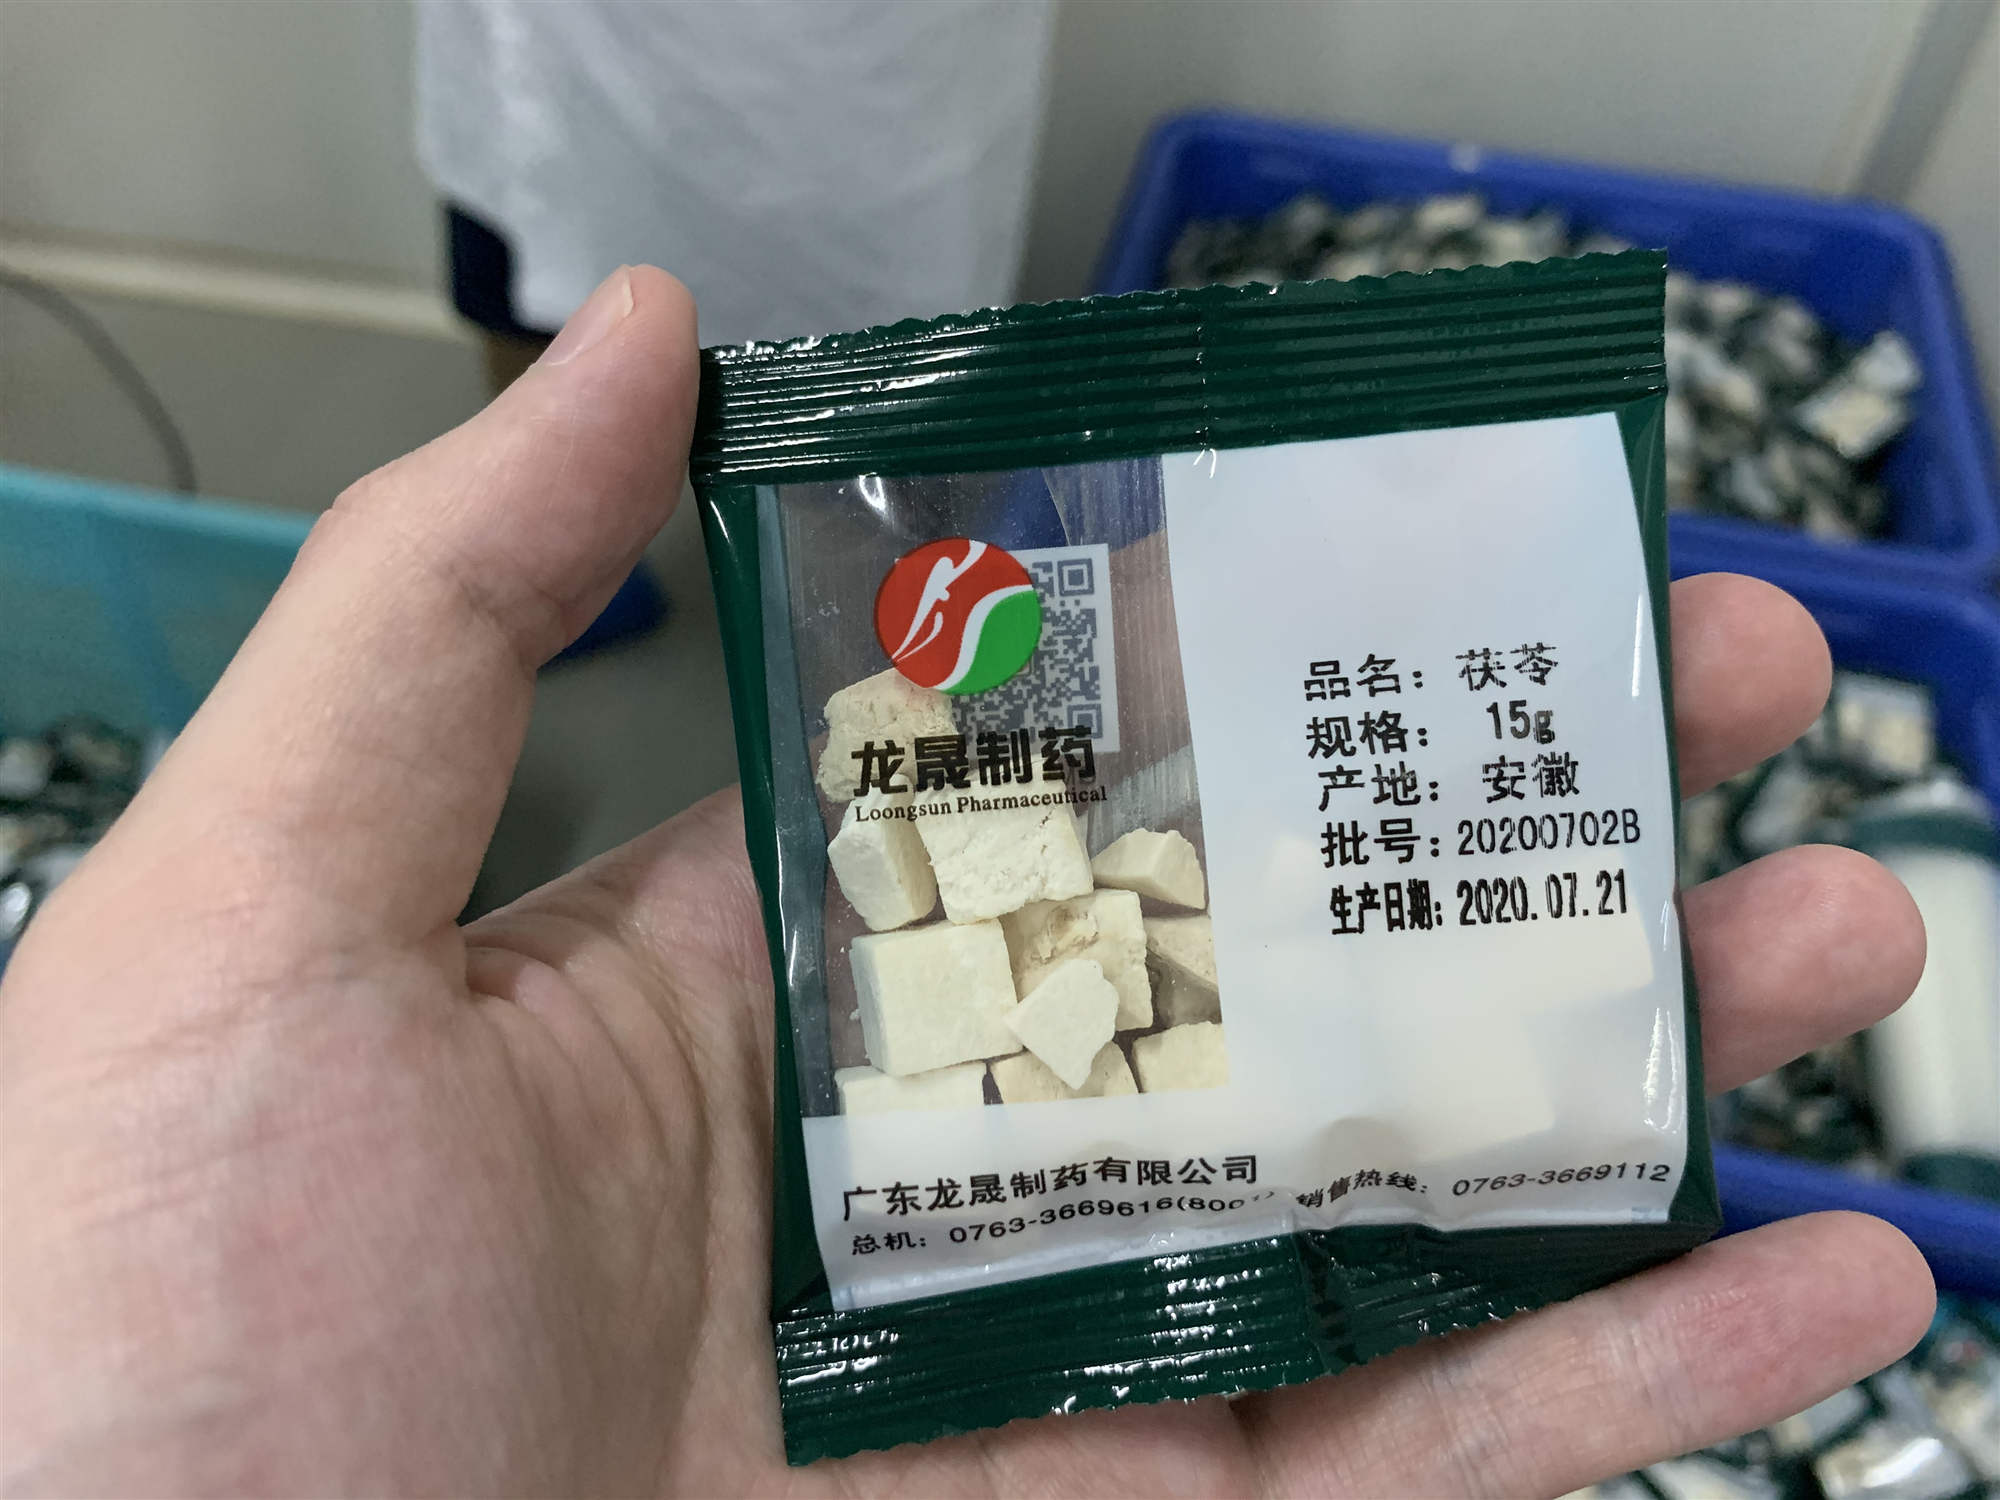 龙晟制药
Loongsun Pharmaceutical
品名：茯苓
规格：15g
产地：安徽
批号：20200702B
生产日期：2020.07.21
广东龙晟制药有限公司
总机：0763-3669616 销售热线：0763-3669112